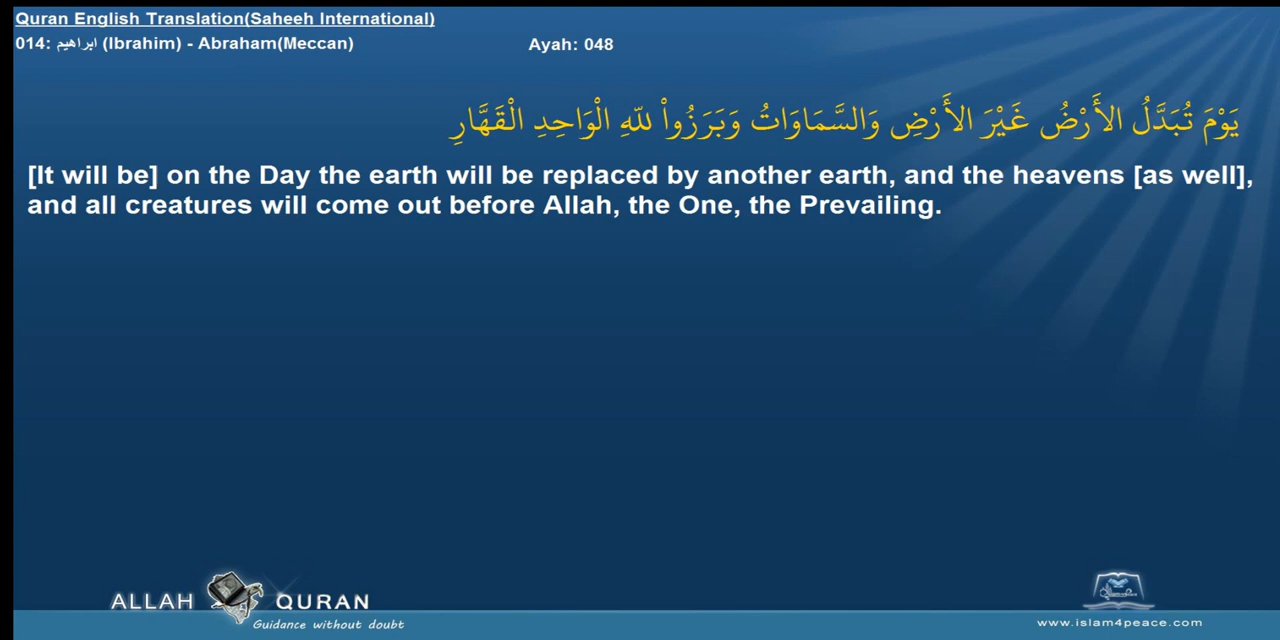 Quran English Translation(Saheeh International)
014: ابراهيم (Ibrahim) - Abraham(Meccan) Ayah: 048
يَوْمَ تُبَدَّلُ الأَرْضُ غَيْرَ الأَرْضِ وَالسَّمَاوَاتُ وَبَرَزُواْ للّهِ الْوَاحِدِ الْقَهَّارِ
[It will be] on the Day the earth will be replaced by another earth, and the heavens [as well],
and all creatures will come out before Allah, the One, the Prevailing.
ALLAH QURAN
Guidance without doubt
www.islam4peace.com